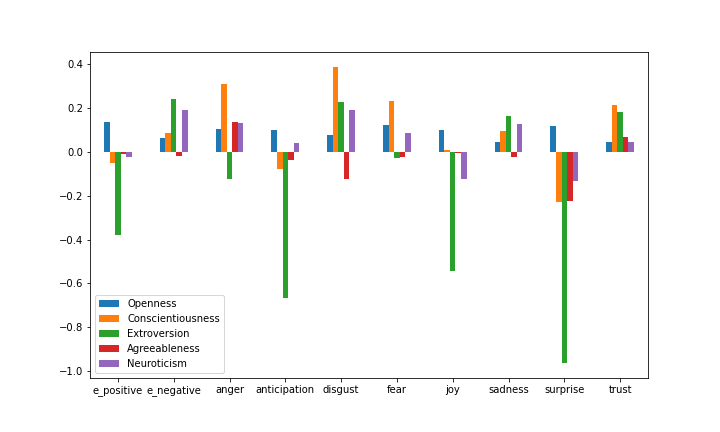 0.4
0.2
0.0
−0.2
−0.4
−0.6
−0.8
−1.0
Openness
Conscientiousness
Extroversion
Agreeableness
Neuroticism
e_positive e_negative anger anticipation disgust fear joy sadness surprise trust